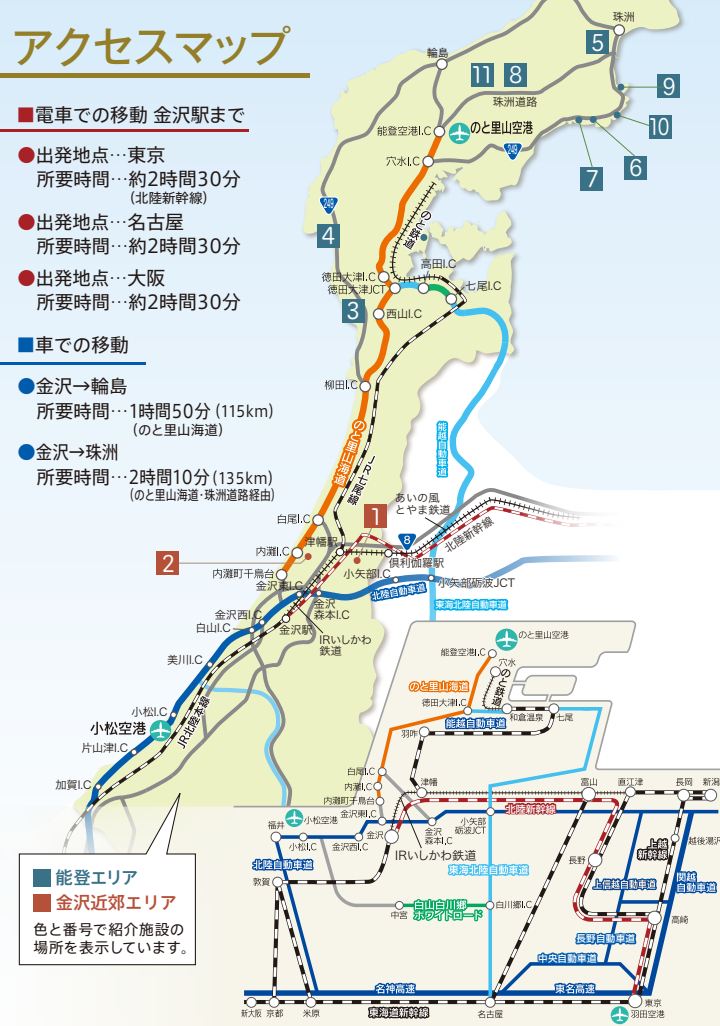 アクセスマップ
■電車での移動 金沢駅まで
●出発地点…東京
所要時間…約2時間30分
(北陸新幹線)
●出発地点…名古屋
所要時間…約2時間30分
●出発地点…大阪
所要時間…約2時間30分
■車での移動
●金沢→輪島
所要時間…1時間50分(115km)
(のと里山海道)
●金沢→珠洲
所要時間…2時間10分(135km)
(のと里山海道・珠洲道路経由)
珠洲
5
輪島
11
8
9
珠洲道路
能登空港I.C
のと里山空港
10
穴水I.C
249
6
7
249
4
のと鉄道
高田I.C
徳田大津I.C
徳田大津JCT
七尾I.C
3
西山I.C
柳田I.C
のと里山海道
JR七尾線
能越自動車道
あいの風
とやま鉄道
白尾I.C
1
8
北陸新幹線
津幡駅
内灘I.C
2
倶利伽羅駅
内灘町千鳥台
小矢部I.C
小矢部砺波JCT
金沢東I.C
北陸自動車道
金沢
森本I.C
東海北陸自動車道
金沢西I.C
白山I.C
金沢駅
IRいしかわ
鉄道
美川I.C
小松I.C
JR北陸本線
小松空港
片山津I.C
加賀I.C
のと里山空港
能登空港I.C
穴水
のと里山海道
のと鉄道
徳田大津I.C
和倉温泉
七尾
能越自動車道
羽咋
白尾I.C
内灘I.C
津幡
富山
直江津
長岡
新潟
内灘町千鳥台
北陸新幹線
金沢東I.C
小松空港
福井
小松I.C
金沢西I.C
金沢
金沢
森本I.C
小矢部
砺波JCT
IRいしかわ鉄道
上越
新幹線
越後湯沢
北陸自動車道
東海北陸自動車道
長野
敦賀
上信越自動車道
関越
自動車道
中宮
白山白川郷
ホワイトロード
白川郷I.C
高崎
長野自動車道
中央自動車道
名神高速
東名高速
新大阪
京都
米原
東海道新幹線
名古屋
東京
羽田空港
■能登エリア
■金沢近郊エリア
色と番号で紹介施設の
場所を表示しています。